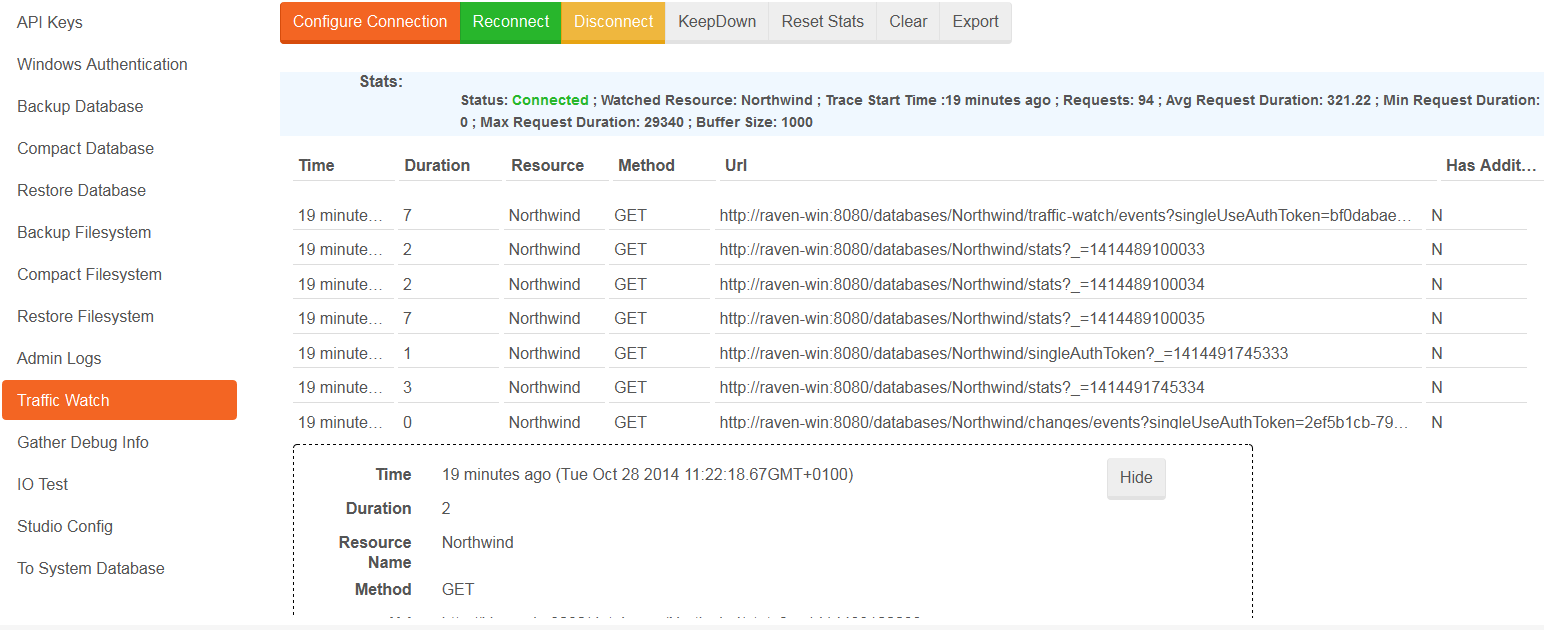 API Keys
Windows Authentication
Backup Database
Compact Database
Restore Database
Backup Filesystem
Compact Filesystem
Restore Filesystem
Admin Logs
Traffic Watch
Gather Debug Info
IO Test
Studio Config
To System Database
Configure Connection Reconnect Disconnect KeepDown Reset Stats Clear Export
Stats:
Status: Connected ; Watched Resource: Northwind ; Trace Start Time :19 minutes ago ; Requests: 94 ; Avg Request Duration: 321.22 ; Min Request Duration:
0 ; Max Request Duration: 29340 ; Buffer Size: 1000
Time Duration Resource Method Url Has Addit…
19 minute… 7 Northwind GET http://raven-win:8080/databases/Northwind/traffic-watch/events?singleUseAuthToken=bf0dabae… N
19 minute… 2 Northwind GET http://raven-win:8080/databases/Northwind/stats?_=1414489100033 N
19 minute… 2 Northwind GET http://raven-win:8080/databases/Northwind/stats?_=1414489100034 N
19 minute… 7 Northwind GET http://raven-win:8080/databases/Northwind/stats?_=1414489100035 N
19 minute… 1 Northwind GET http://raven-win:8080/databases/Northwind/singleAuthToken?_=1414491745333 N
19 minute… 3 Northwind GET http://raven-win:8080/databases/Northwind/stats?_=1414491745334 N
19 minute… 0 Northwind GET http://raven-win:8080/databases/Northwind/changes/events?singleUseAuthToken=2ef5b1cb-79… N
Time 19 minutes ago (Tue Oct 28 2014 11:22:18.67GMT+0100) Hide
Duration 2
Resource Northwind
Name
Method GET